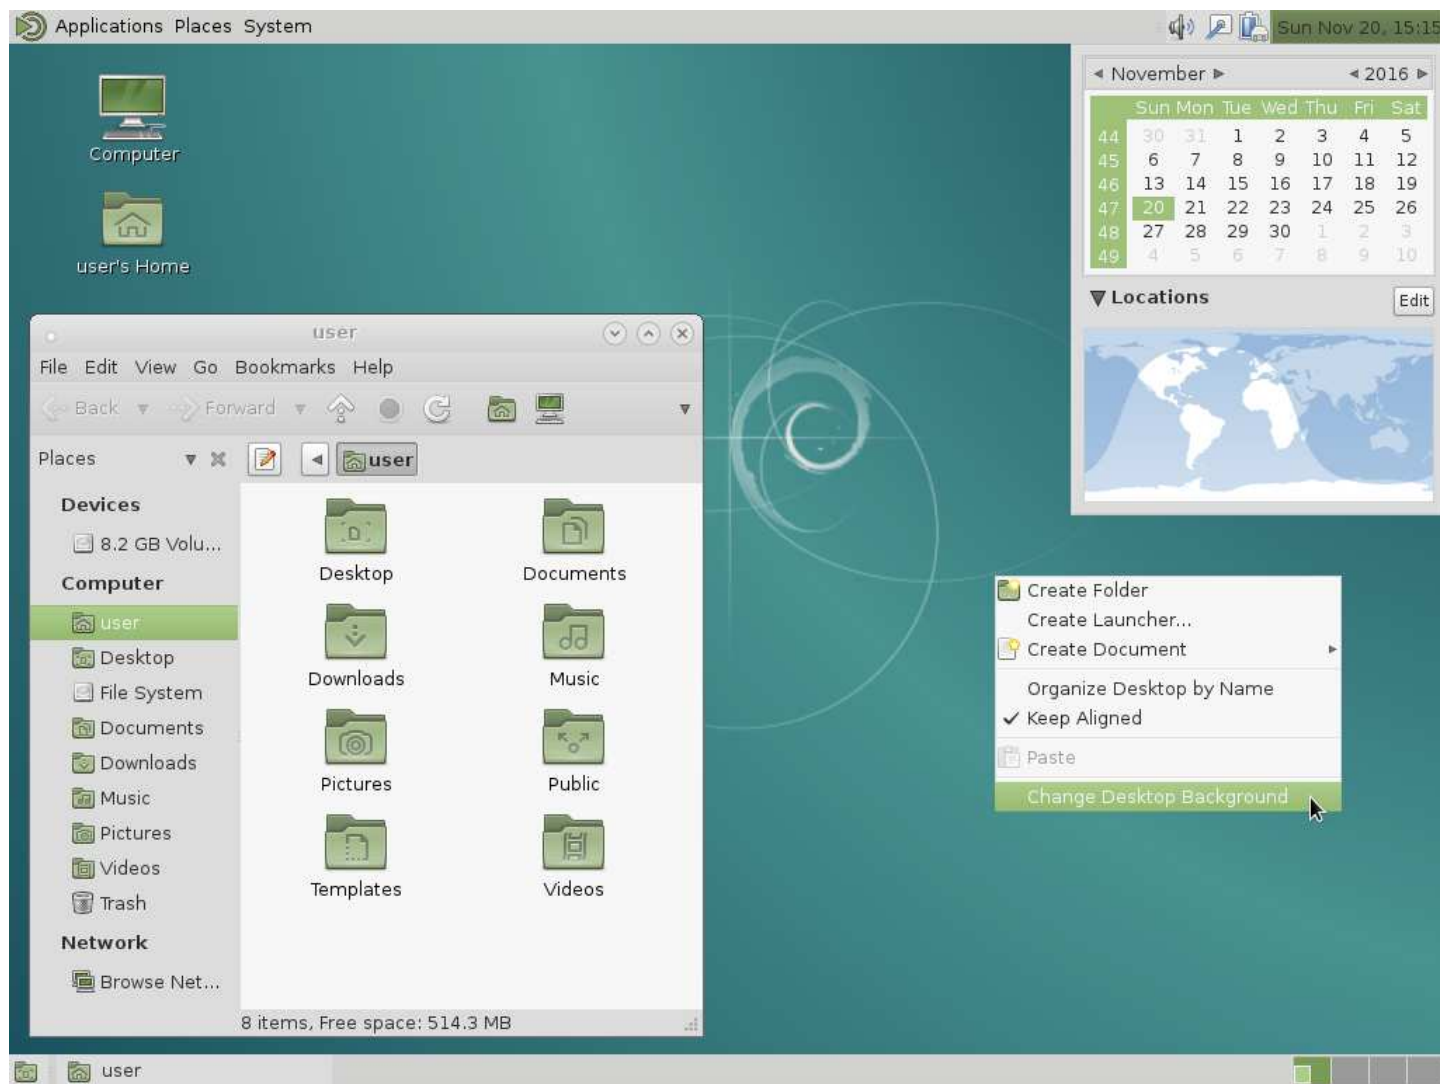 Applications Places System
Sun Nov 20, 15:15
Computer
user's Home
November 2016
Sun Mon Tue Wed Thu Fri Sat
44 30 31 1 2 3 4 5
45 6 7 8 9 10 11 12
46 13 14 15 16 17 18 19
47 20 21 22 23 24 25 26
48 27 28 29 30 1 2 3
49 4 5 6 7 8 9 10
Locations Edit
user
File Edit View Go Bookmarks Help
Back Forward
Places user
Devices
8.2 GB Volu...
Computer
user
Desktop
File System
Documents
Downloads
Music
Pictures
Videos
Trash
Network
Browse Net...
Desktop Documents
Downloads Music
Pictures Public
Templates Videos
8 items, Free space: 514.3 MB
Create Folder
Create Launcher...
Create Document
Organize Desktop by Name
Keep Aligned
Paste
Change Desktop Background
user